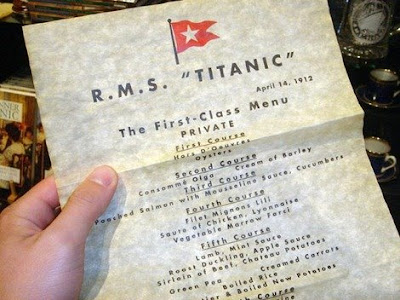 R.M.S. "TITANIC"
April 14, 1912
The First-Class Menu
PRIVATE
First Course
Hors D'Oeuvres
Oysters
Second Course
Consommé Olga Cream of Barley
Third Course
Poached Salmon with Mousseline Sauce, Cucumbers
Fourth Course
Filet Mignons Lili
Saute of Chicken, Lyonnaise
Vegetable Marrow Farci
Fifth Course
Lamb, Mint Sauce
Roast Duckling, Apple Sauce
Sirloin of Beef, Chateau Potatoes
Green Pea Creamed Carrots
Boiled Rice
& Boiled New Potatoes
Course